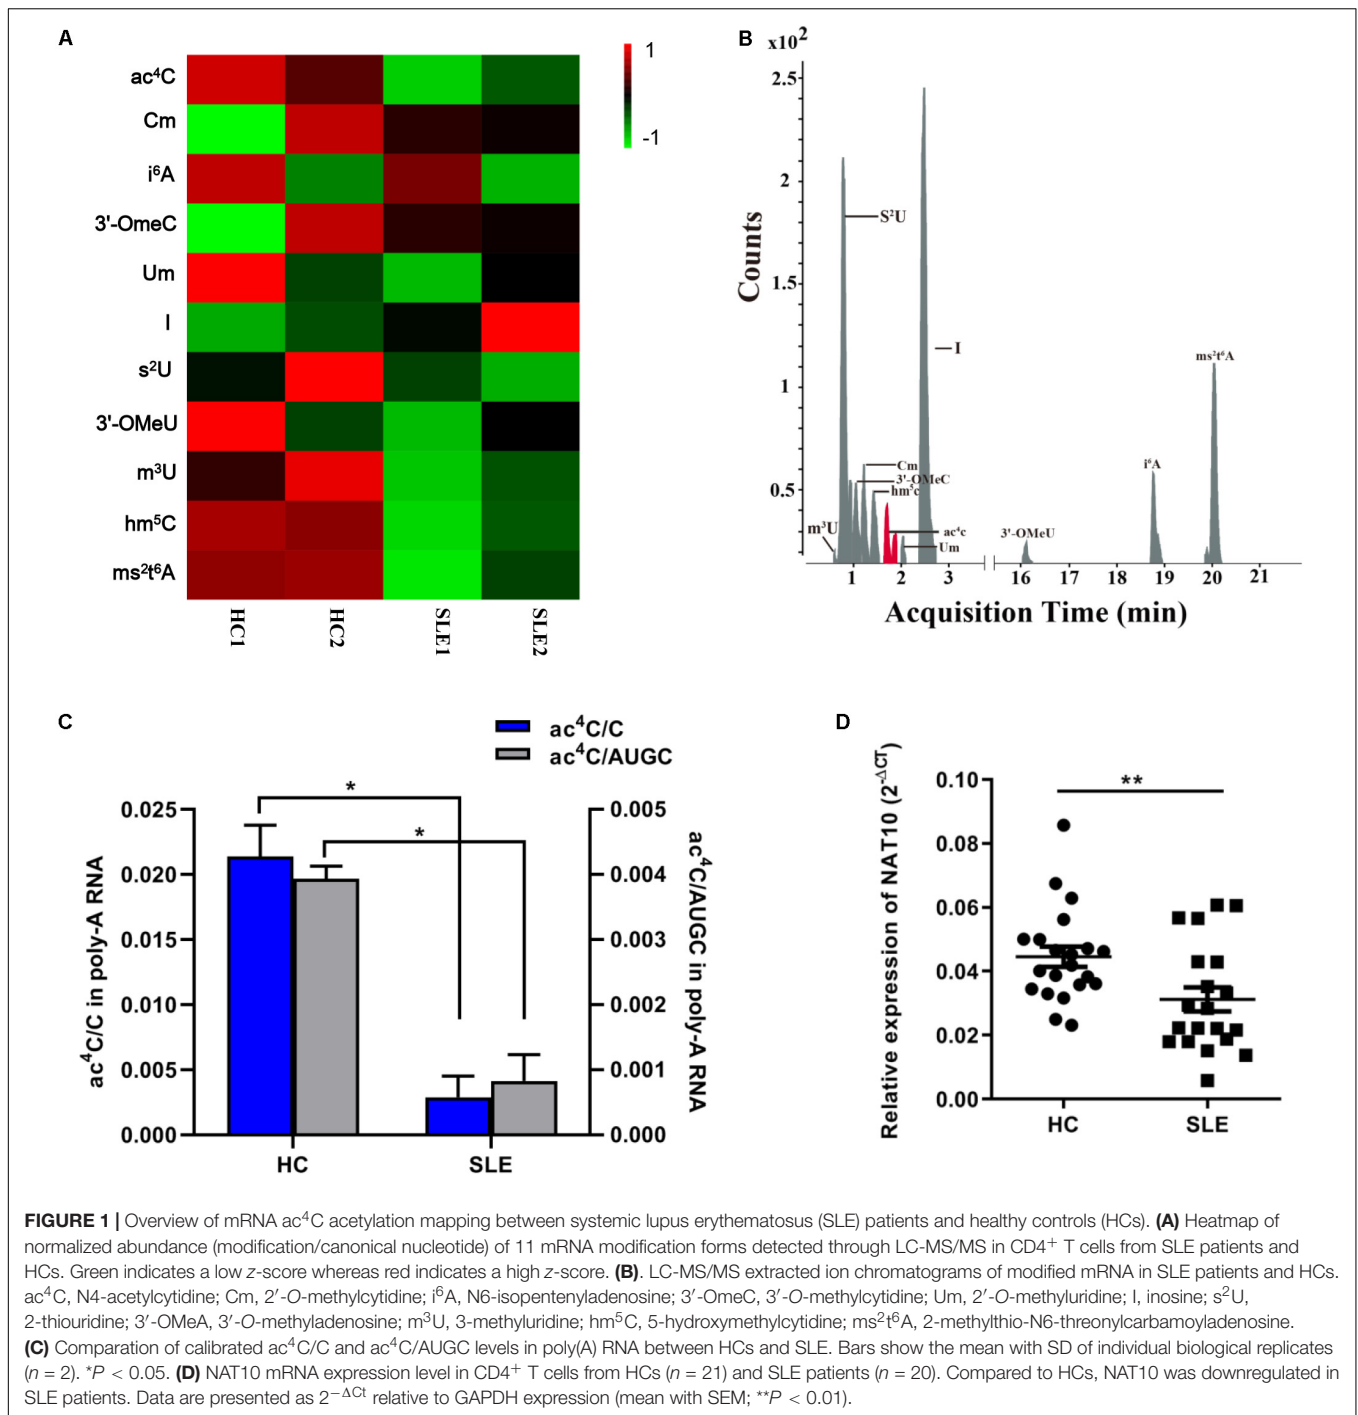 A
ac⁴C
Cm
i⁶A
3'-OmeC
Um
I
s²U
3'-OMeU
m³U
hm⁵C
ms²t⁶A
HC1
HC2
SLE1
SLE2
1
-1
B
x10²
2.5
2
1.5
1
0.5
Counts
S²U
I
Cm
3'-OMeC
hm⁵c
m³U
ac⁴c
Um
3'-OMeU
i⁶A
ms²t⁶A
1 2 3 16 17 18 19 20 21
Acquisition Time (min)
C
ac⁴C/C
ac⁴C/AUGC
ac⁴C/C in poly-A RNA
0.025
0.020
0.015
0.010
0.005
0.000
*
*
0.005
0.004
0.003
0.002
0.001
0.000
ac⁴C/AUGC in poly-A RNA
HC SLE
D
Relative expression of NAT10 (2^-ΔCT)
0.10
0.08
0.06
0.04
0.02
0.00
**
HC SLE
FIGURE 1 | Overview of mRNA ac⁴C acetylation mapping between systemic lupus erythematosus (SLE) patients and healthy controls (HCs). (A) Heatmap of
normalized abundance (modification/canonical nucleotide) of 11 mRNA modification forms detected through LC-MS/MS in CD4⁺ T cells from SLE patients and
HCs. Green indicates a low z-score whereas red indicates a high z-score. (B). LC-MS/MS extracted ion chromatograms of modified mRNA in SLE patients and HCs.
ac⁴C, N4-acetylcytidine; Cm, 2′-O-methylcytidine; i⁶A, N6-isopentenyladenosine; 3′-OmeC, 3′-O-methylcytidine; Um, 2′-O-methyluridine; I, inosine; s²U,
2-thiouridine; 3′-OMeA, 3′-O-methyladenosine; m³U, 3-methyluridine; hm⁵C, 5-hydroxymethylcytidine; ms²t⁶A, 2-methylthio-N6-threonylcarbamoyladenosine.
(C) Comparation of calibrated ac⁴C/C and ac⁴C/AUGC levels in poly(A) RNA between HCs and SLE. Bars show the mean with SD of individual biological replicates
(n = 2). *P < 0.05. (D) NAT10 mRNA expression level in CD4⁺ T cells from HCs (n = 21) and SLE patients (n = 20). Compared to HCs, NAT10 was downregulated in
SLE patients. Data are presented as 2^−ΔCt relative to GAPDH expression (mean with SEM; **P < 0.01).